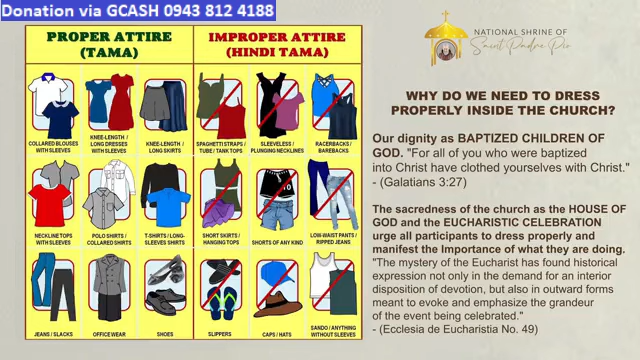 Donation via GCASH 0943 812 4188
PROPER ATTIRE
(TAMA)
IMPROPER ATTIRE
(HINDI TAMA)
COLLARED BLOUSES
WITH SLEEVES
KNEE-LENGTH /
LONG DRESSES
WITH SLEEVES
KNEE-LENGTH /
LONG SKIRTS
SPAGHETTI STRAPS /
TUBE / TANK TOPS
SLEEVELESS /
PLUNGING NECKLINES
RACERBACKS /
BAREBACKS
NECKLINE TOPS
WITH SLEEVES
POLO SHIRTS /
COLLARED SHIRTS
T-SHIRTS / LONG-
SLEEVES SHIRTS
SHORT SKIRTS /
HANGING TOPS
SHORTS OF ANY KIND
LOW-WAIST PANTS /
RIPPED JEANS
JEANS / SLACKS
OFFICE WEAR
SHOES
SLIPPERS
CAPS / HATS
SANDO / ANYTHING
WITHOUT SLEEVES
NATIONAL SHRINE OF
Saint Padre Pio
WHY DO WE NEED TO DRESS
PROPERLY INSIDE THE CHURCH?
Our dignity as BAPTIZED CHILDREN OF
GOD. "For all of you who were baptized
into Christ have clothed yourselves with Christ."
- (Galatians 3:27)
The sacredness of the church as the HOUSE OF
GOD and the EUCHARISTIC CELEBRATION
urge all participants to dress properly and
manifest the Importance of what they are doing.
"The mystery of the Eucharist has found historical
expression not only in the demand for an interior
disposition of devotion, but also in outward forms
meant to evoke and emphasize the grandeur
of the event being celebrated."
- (Ecclesia de Eucharistia No. 49)